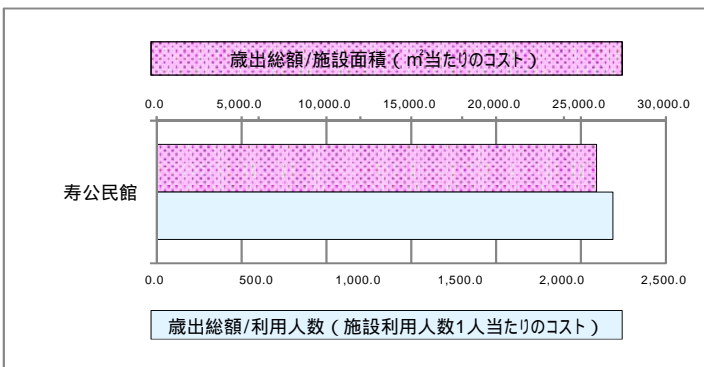 歳出総額/施設面積（㎡当たりのコスト）
0.0 5,000.0 10,000.0 15,000.0 20,000.0 25,000.0 30,000.0
寿公民館
0.0 500.0 1,000.0 1,500.0 2,000.0 2,500.0
歳出総額/利用人数（施設利用人数1人当たりのコスト）